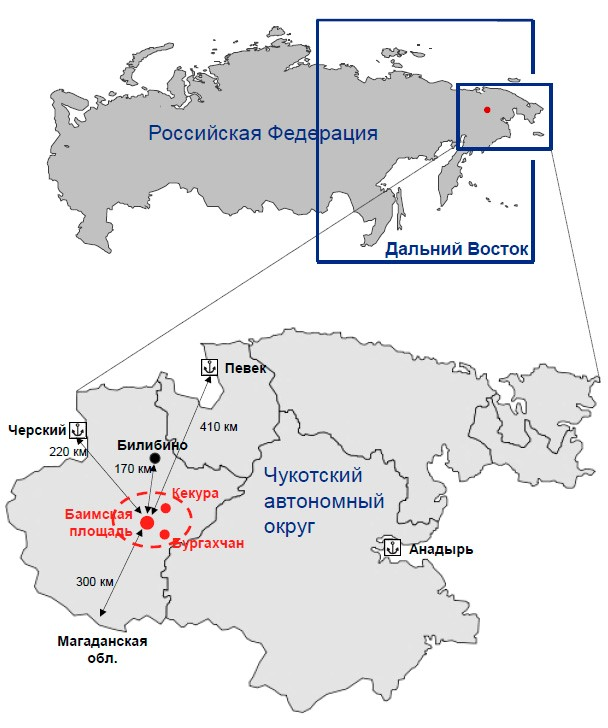 Российская Федерация
Дальний Восток
Певек
Черский
410 км
Билибино
220 км
170 км
Чукотский
автономный
округ
Кекура
Баимская
площадь
Бургахчан
Анадырь
300 км
Магаданская
обл.